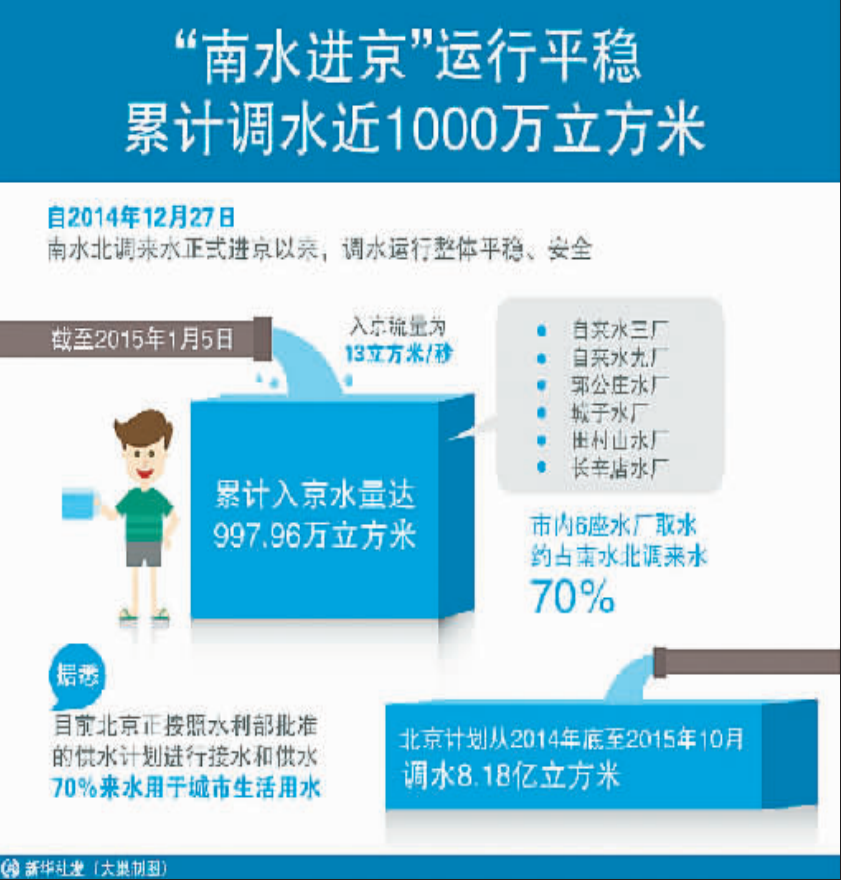 “南水进京”运行平稳
累计调水近1000万立方米
自2014年12月27日
南水北调来水正式进京以来，调水运行整体平稳、安全
截至2015年1月5日
入京流量为
13立方米/秒
• 自来水三厂
• 自来水九厂
• 郭公庄水厂
• 城子水厂
• 田村山水厂
• 长辛店水厂
累计入京水量达
997.96万立方米
市内6座水厂取水
约占南水北调来水
70%
据悉
目前北京正按照水利部批准
的供水计划进行接水和供水
70%来水用于城市生活用水
北京计划从2014年底至2015年10月
调水8.18亿立方米
新华社发（大巢制图）